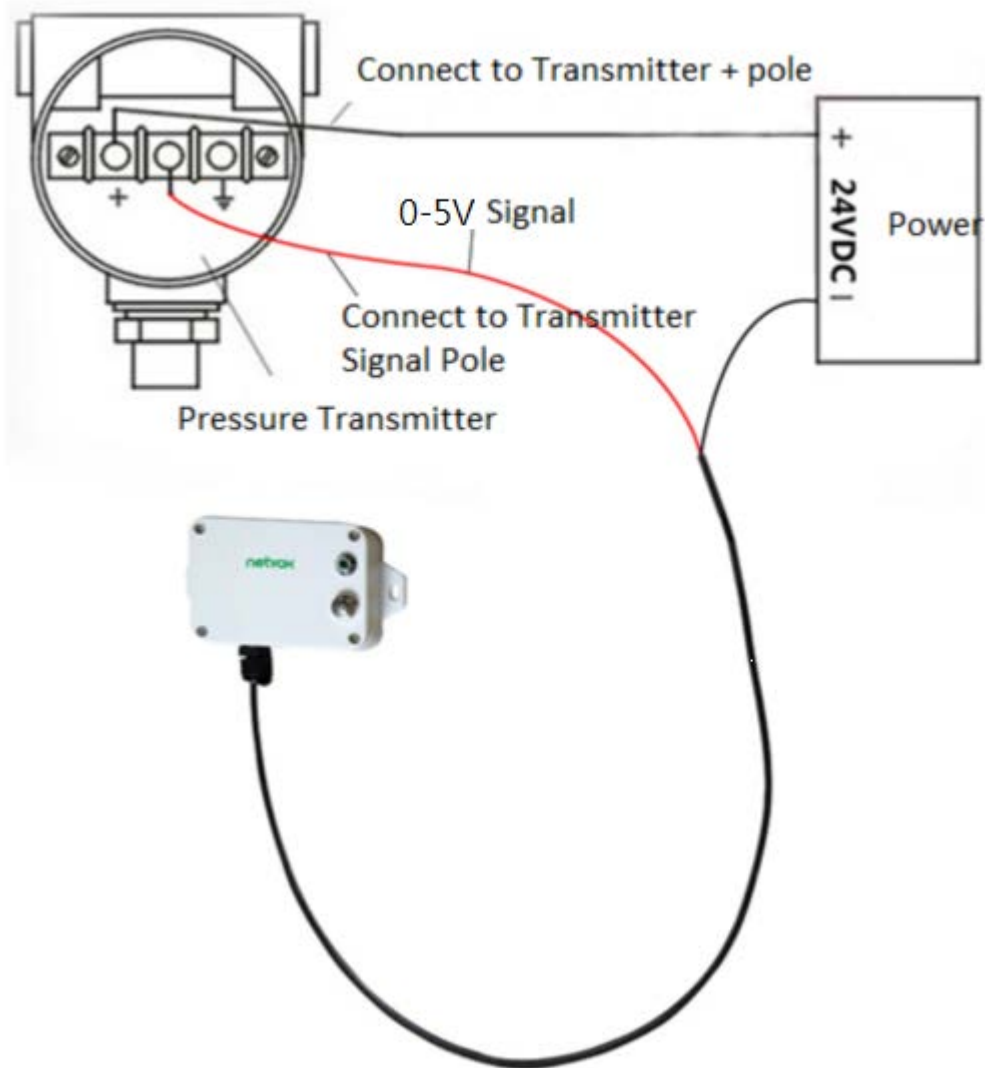 Connect to Transmitter + pole
+
24VDC
−
Power
+
0-5V Signal
Connect to Transmitter
Signal Pole
Pressure Transmitter
netvox